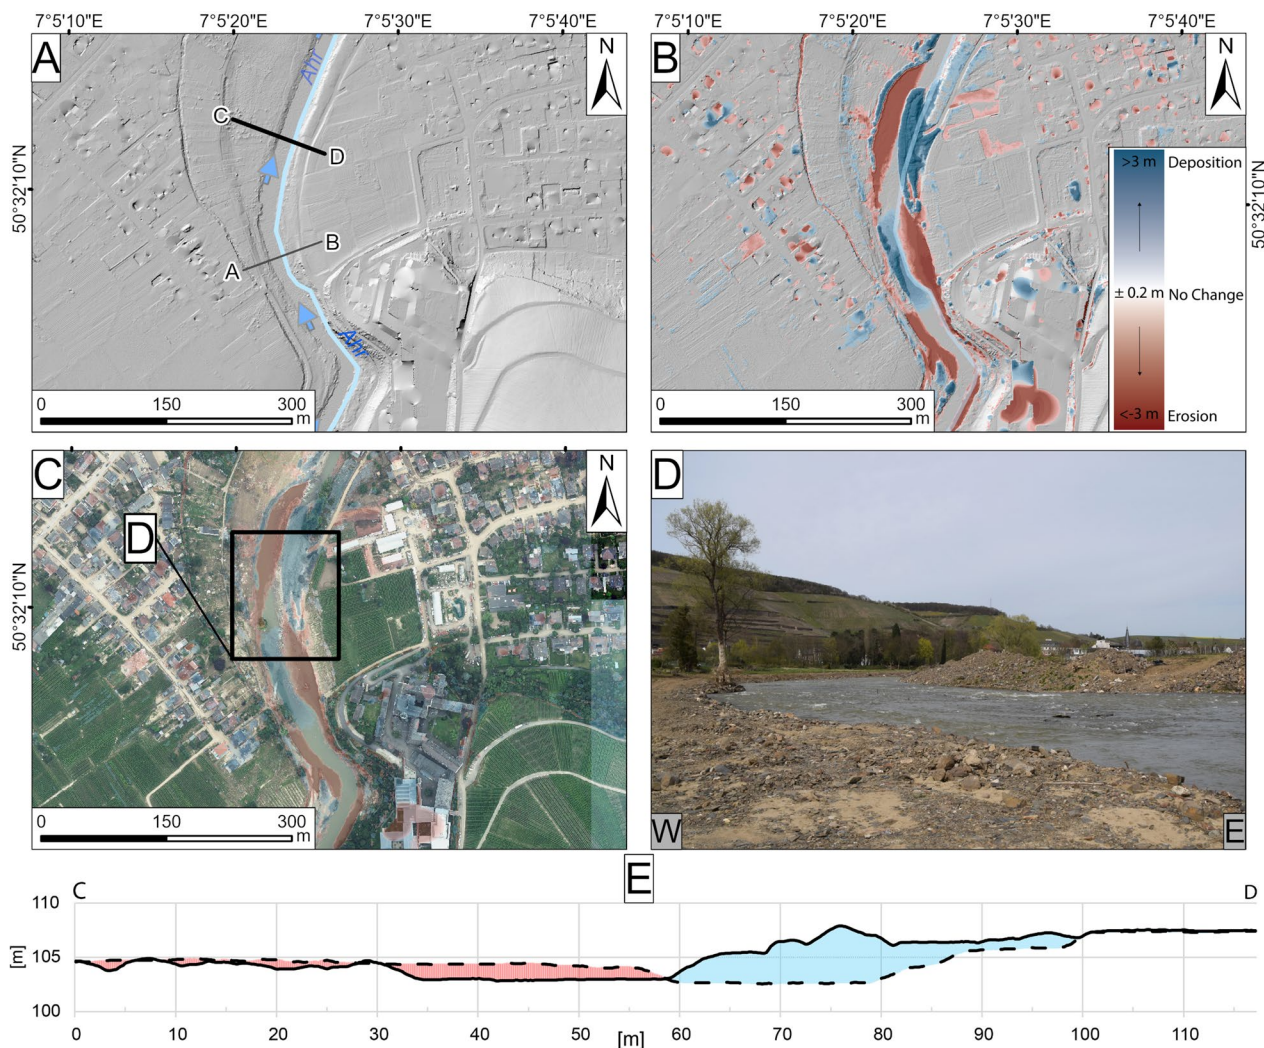 7°5'10"E 7°5'20"E 7°5'30"E 7°5'40"E
7°5'10"E 7°5'20"E 7°5'30"E 7°5'40"E
A
N
Ahr
C
D
B
A
Ahr
50°32'10"N
0 150 300
m
B
N
>3 m Deposition
± 0.2 m No Change
<-3 m Erosion
50°32'10"N
0 150 300
m
C
N
D
50°32'10"N
0 150 300
m
D
W E
E
C D
110
105
100
[m]
0 10 20 30 40 50 60 70 80 90 100 110
[m]